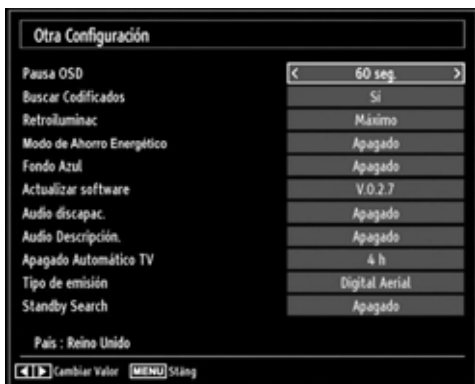 Otra Configuración
Pausa OSD < 60 seg. >
Buscar Codificados Sí
Retroiluminac Máximo
Modo de Ahorro Energético Apagado
Fondo Azul Apagado
Actualizar software V.0.2.7
Audio discapac. Apagado
Audio Descripción. Apagado
Apagado Automático TV 4 h
Tipo de emisión Digital Aerial
Standby Search Apagado
País : Reino Unido
Cambiar Valor MENU Stäng